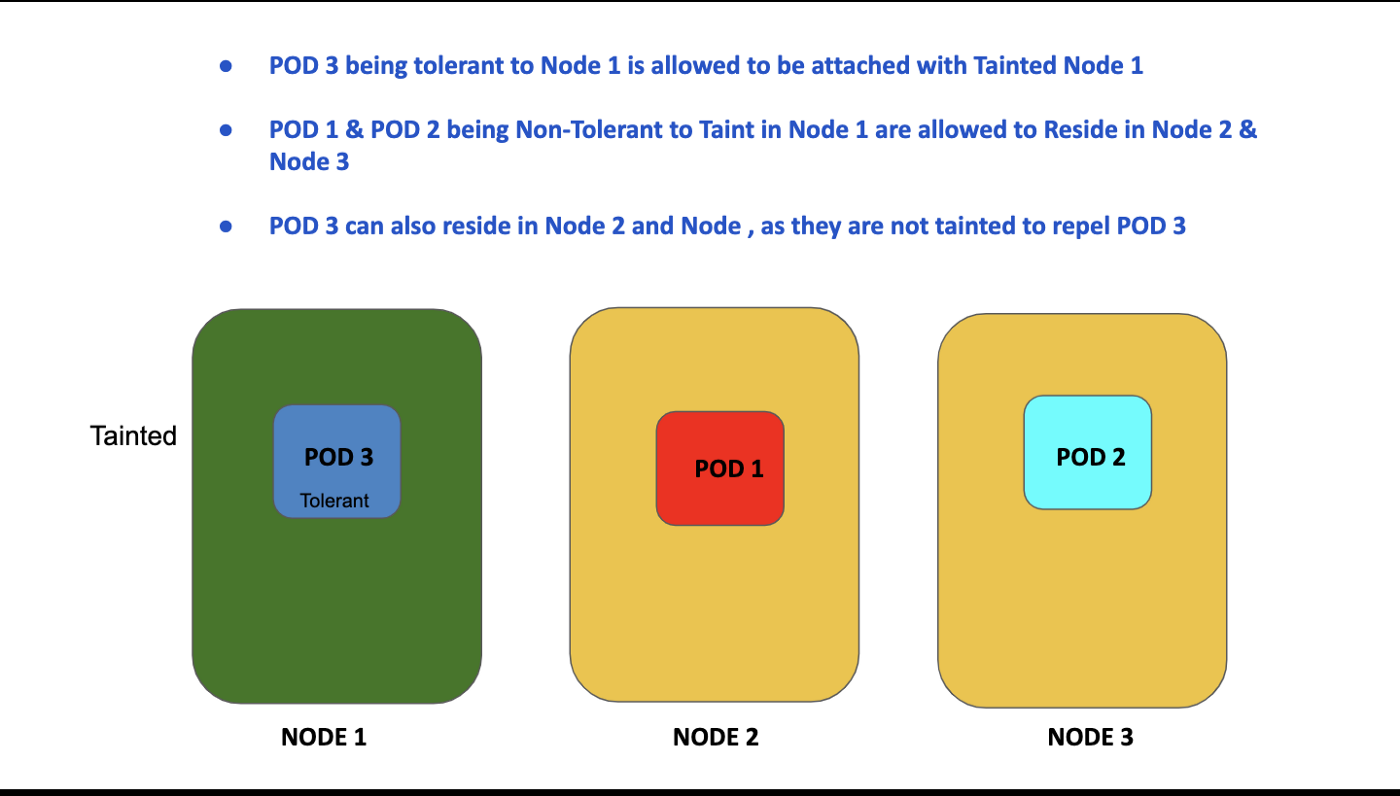 ● POD 3 being tolerant to Node 1 is allowed to be attached with Tainted Node 1
● POD 1 & POD 2 being Non-Tolerant to Taint in Node 1 are allowed to Reside in Node 2 &
Node 3
● POD 3 can also reside in Node 2 and Node , as they are not tainted to repel POD 3
Tainted
POD 3
Tolerant
POD 1
POD 2
NODE 1
NODE 2
NODE 3